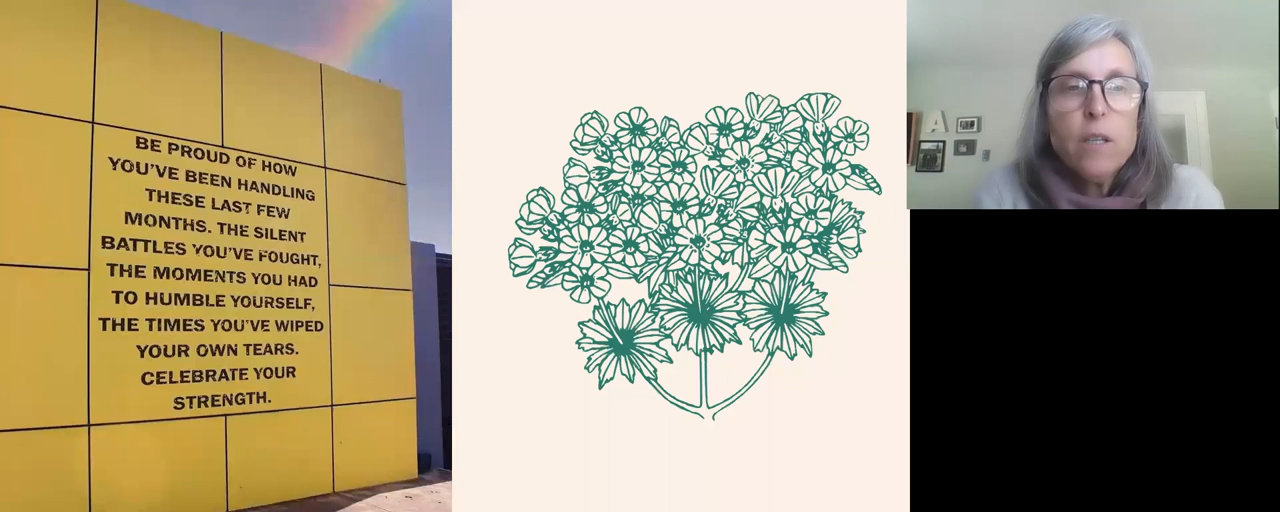 BE PROUD OF HOW
YOU'VE BEEN HANDLING
THESE LAST FEW
MONTHS. THE SILENT
BATTLES YOU'VE FOUGHT,
THE MOMENTS YOU HAD
TO HUMBLE YOURSELF,
THE TIMES YOU'VE WIPED
YOUR OWN TEARS.
CELEBRATE YOUR
STRENGTH.
A